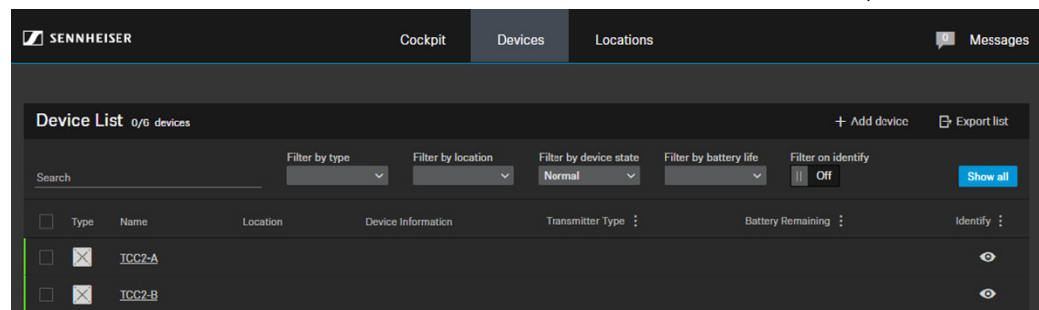 SENNHEISER Cockpit Devices Locations 0 Messages
Device List 0/6 devices + Add device Export list
Filter by type Filter by location Filter by device state Filter by battery life Filter on identify
Search Normal Off Show all
Type Name Location Device Information Transmitter Type Battery Remaining Identify
TCC2-A
TCC2-B